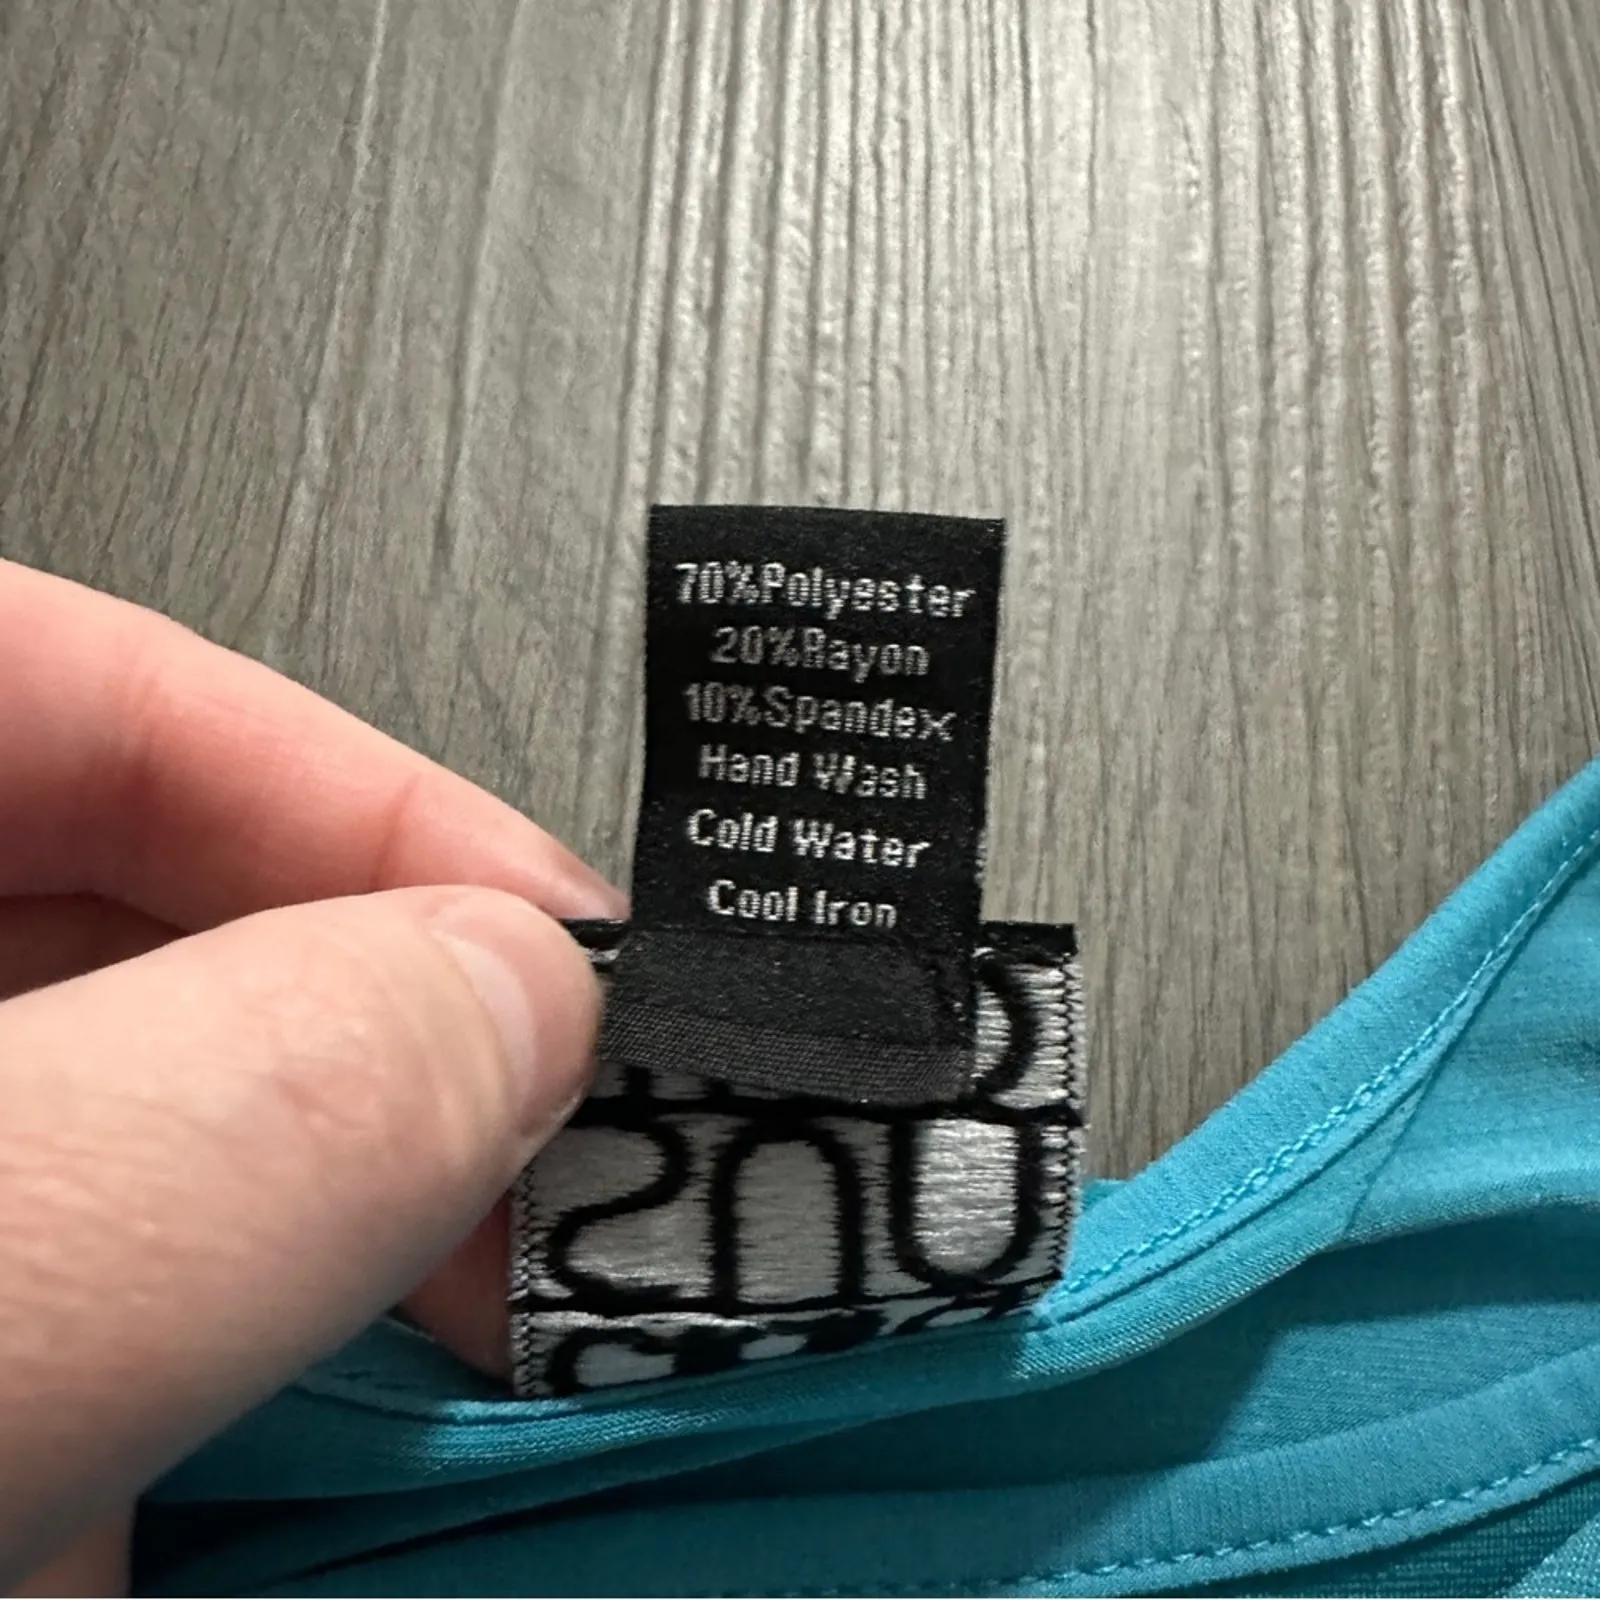 70%Polyester
20%Rayon
10%Spandex
Hand Wash
Cold Water
Cool Iron